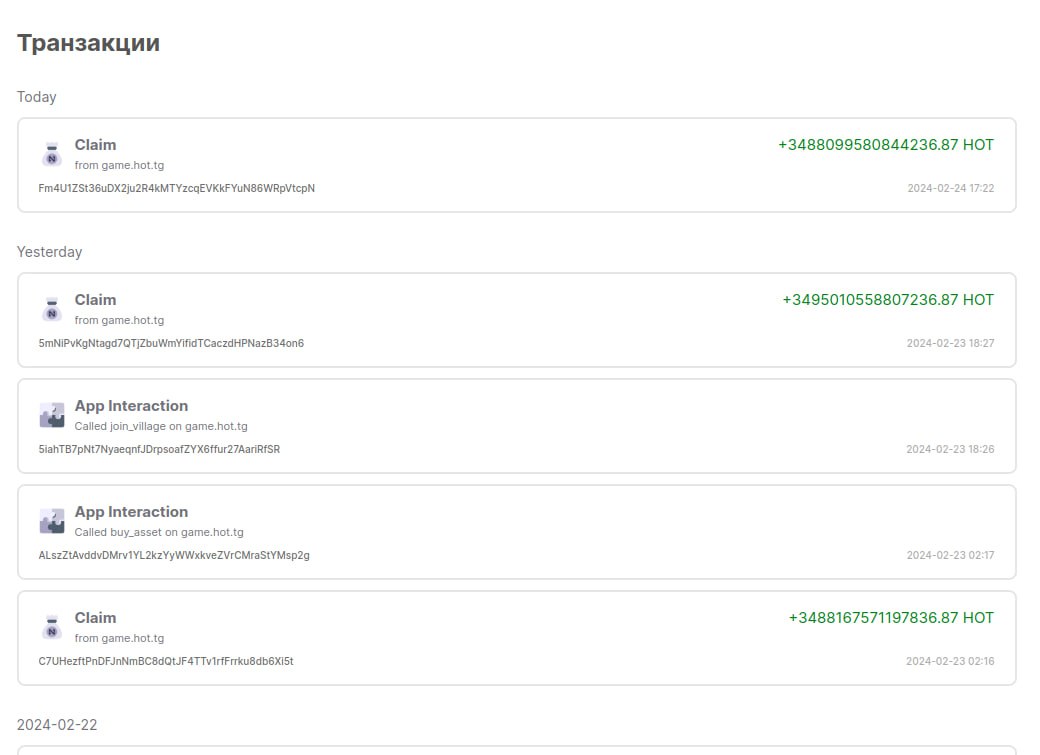 Транзакции
Today
Claim
+3488099580844236.87 HOT
from game.hot.tg
Fm4U1ZSt36uDX2ju2R4kMTYzcqEVKkFYuN86WRpVtcpN
2024-02-24 17:22
Yesterday
Claim
+3495010558807236.87 HOT
from game.hot.tg
5mNiPvKgNtagd7QTjZbuWmYifidTCaczdHPNazB34on6
2024-02-23 18:27
App Interaction
Called join_village on game.hot.tg
5iahTB7pNt7NyaeqnfJDrpsoafZYX6ffur27AariRfSR
2024-02-23 18:26
App Interaction
Called buy_asset on game.hot.tg
ALszZtAvddvDMrv1YL2kzYyWWxkveZVrCMraStYMsp2g
2024-02-23 02:17
Claim
+3488167571197836.87 HOT
from game.hot.tg
C7UHezftPnDFJnNmBC8dQtJF4TTv1rfFrrku8db6Xi5t
2024-02-23 02:16
2024-02-22